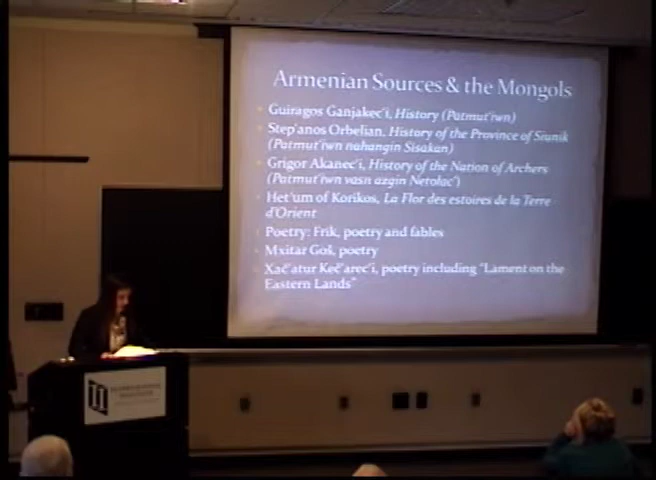 Armenian Sources & the Mongols
Guiragos Ganjakec'i, History (Patmut'iwn)
Step'anos Orbelian, History of the Province of Siunik
(Patmut'iwn nahangin Sisakan)
Grigor Akanec'i, History of the Nation of Archers
(Patmut'iwn vasn azgin Netolac')
Het'um of Korikos, La Flor des estoires de la Terre
d'Orient
Poetry: Frik, poetry and fables
Mxitar Goš, poetry
Xač'atur Keč'arec'i, poetry including "Lament on the
Eastern Lands"